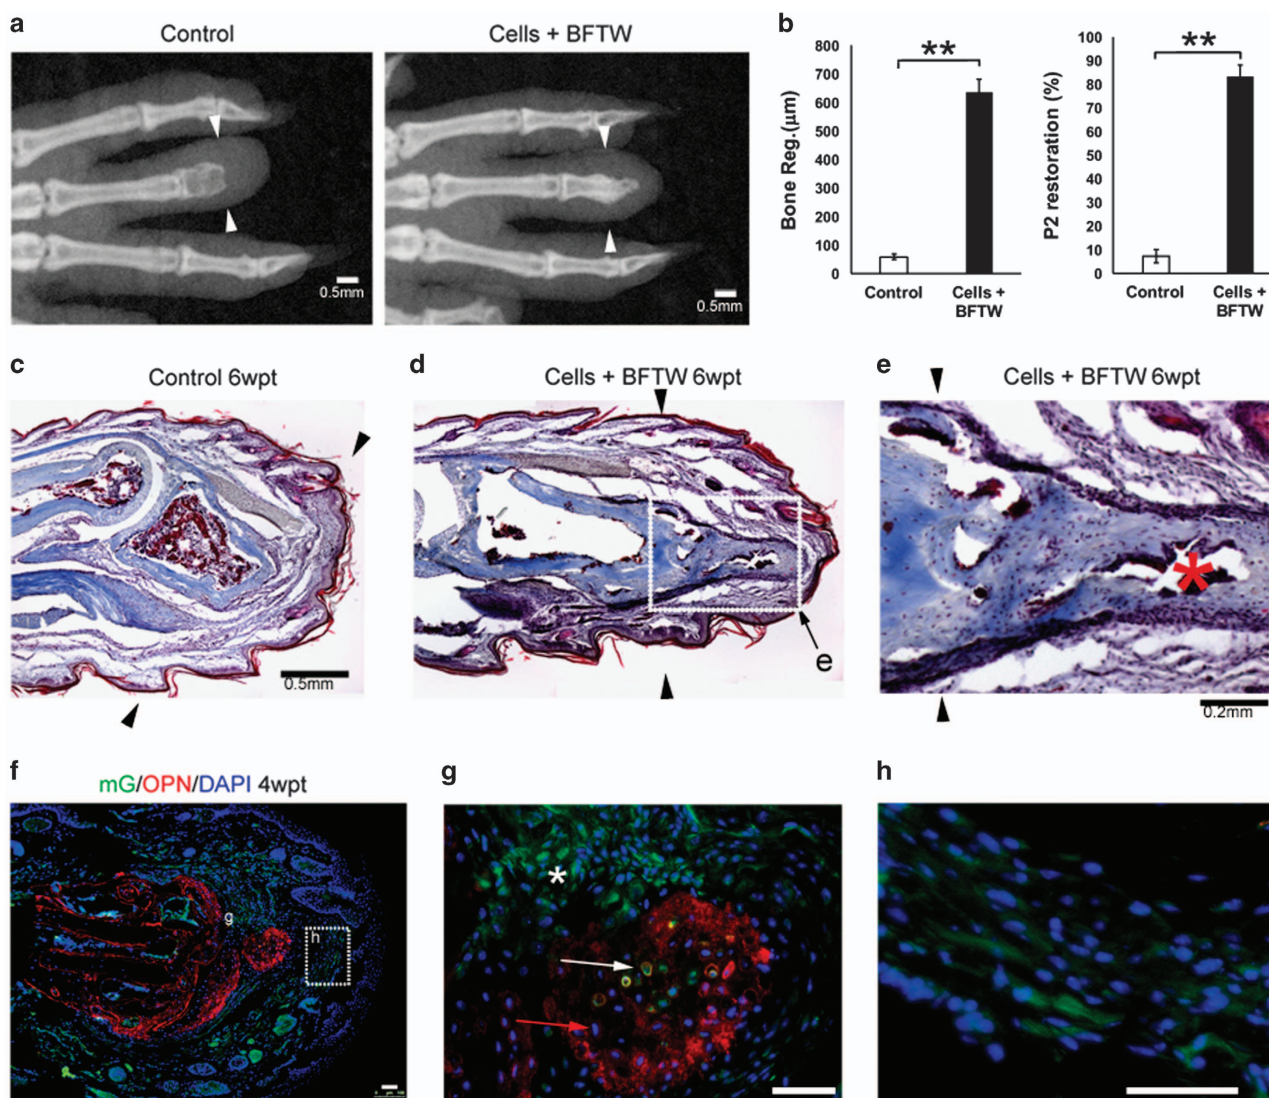 a
Control
Cells + BFTW
0.5mm
0.5mm
b
**
Bone Reg.(μm)
800
700
600
500
400
300
200
100
0
Control
Cells +
BFTW
**
P2 restoration (%)
100
90
80
70
60
50
40
30
20
10
0
Control
Cells +
BFTW
c
Control 6wpt
0.5mm
d
Cells + BFTW 6wpt
e
e
Cells + BFTW 6wpt
*
0.2mm
f
mG/OPN/DAPI 4wpt
g
h
g
*
h